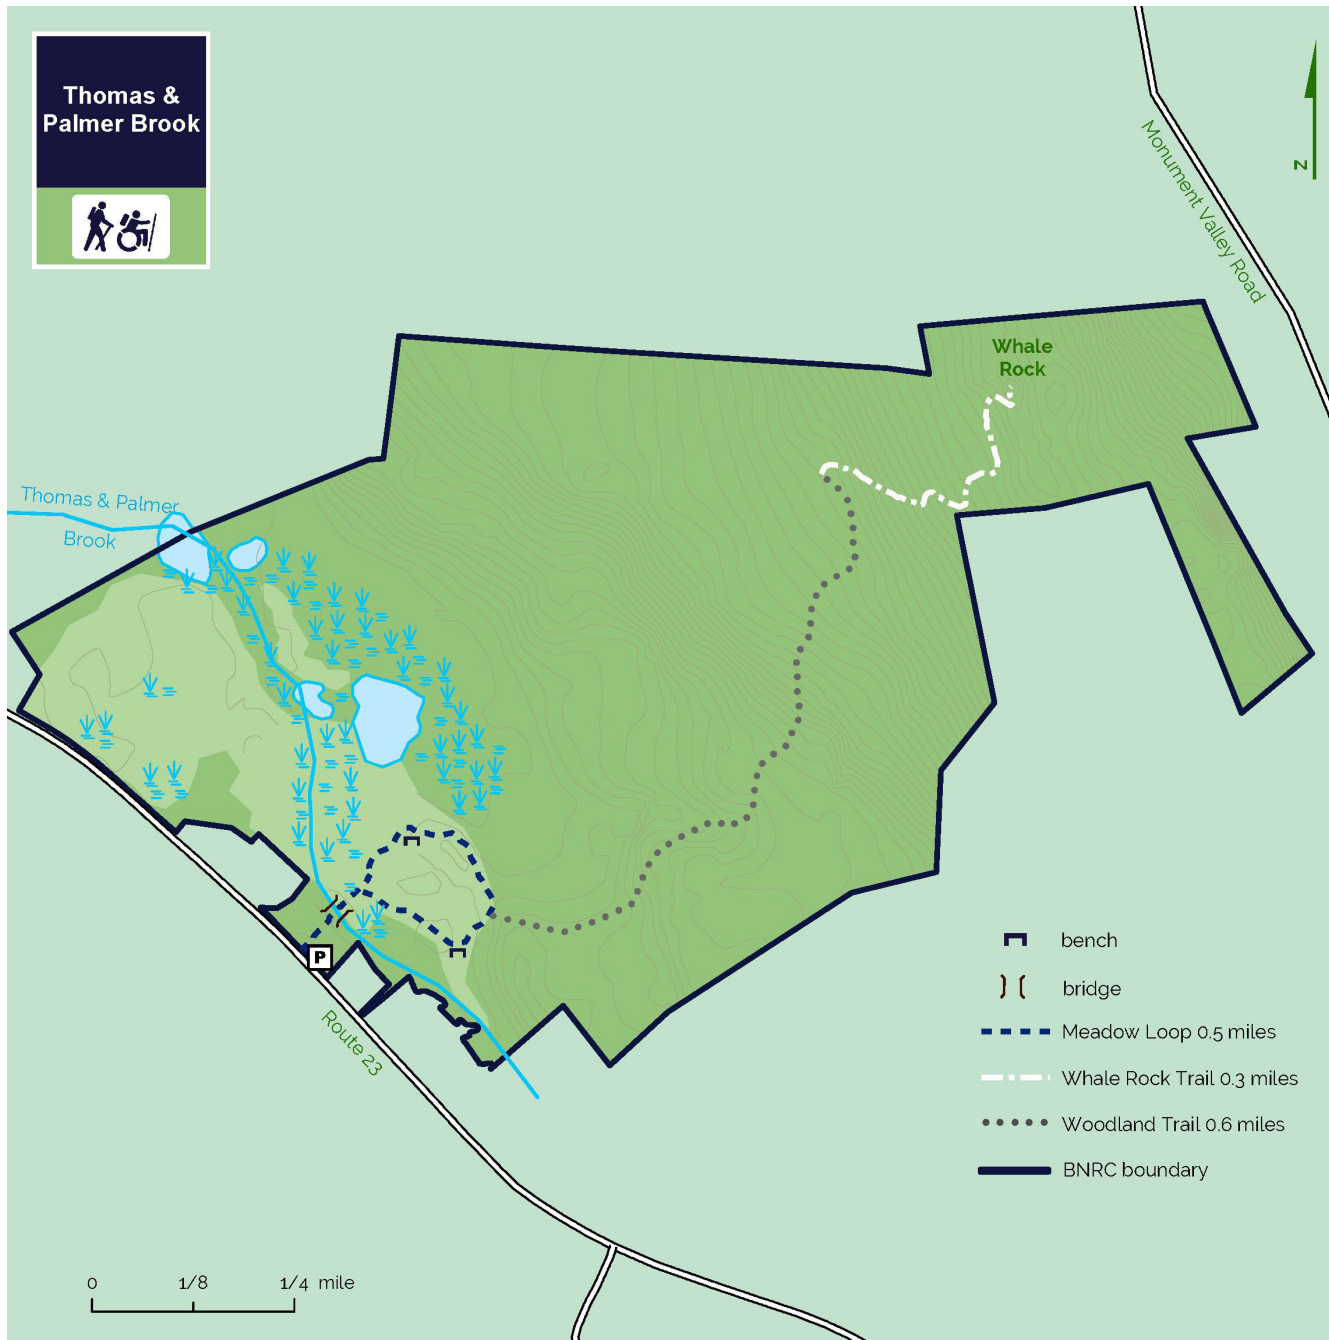 Thomas &
Palmer Brook
Monument Valley Road
N
Whale
Rock
Thomas & Palmer
Brook
P
Route 23
bench
bridge
Meadow Loop 0.5 miles
Whale Rock Trail 0.3 miles
Woodland Trail 0.6 miles
BNRC boundary
0 1/8 1/4 mile